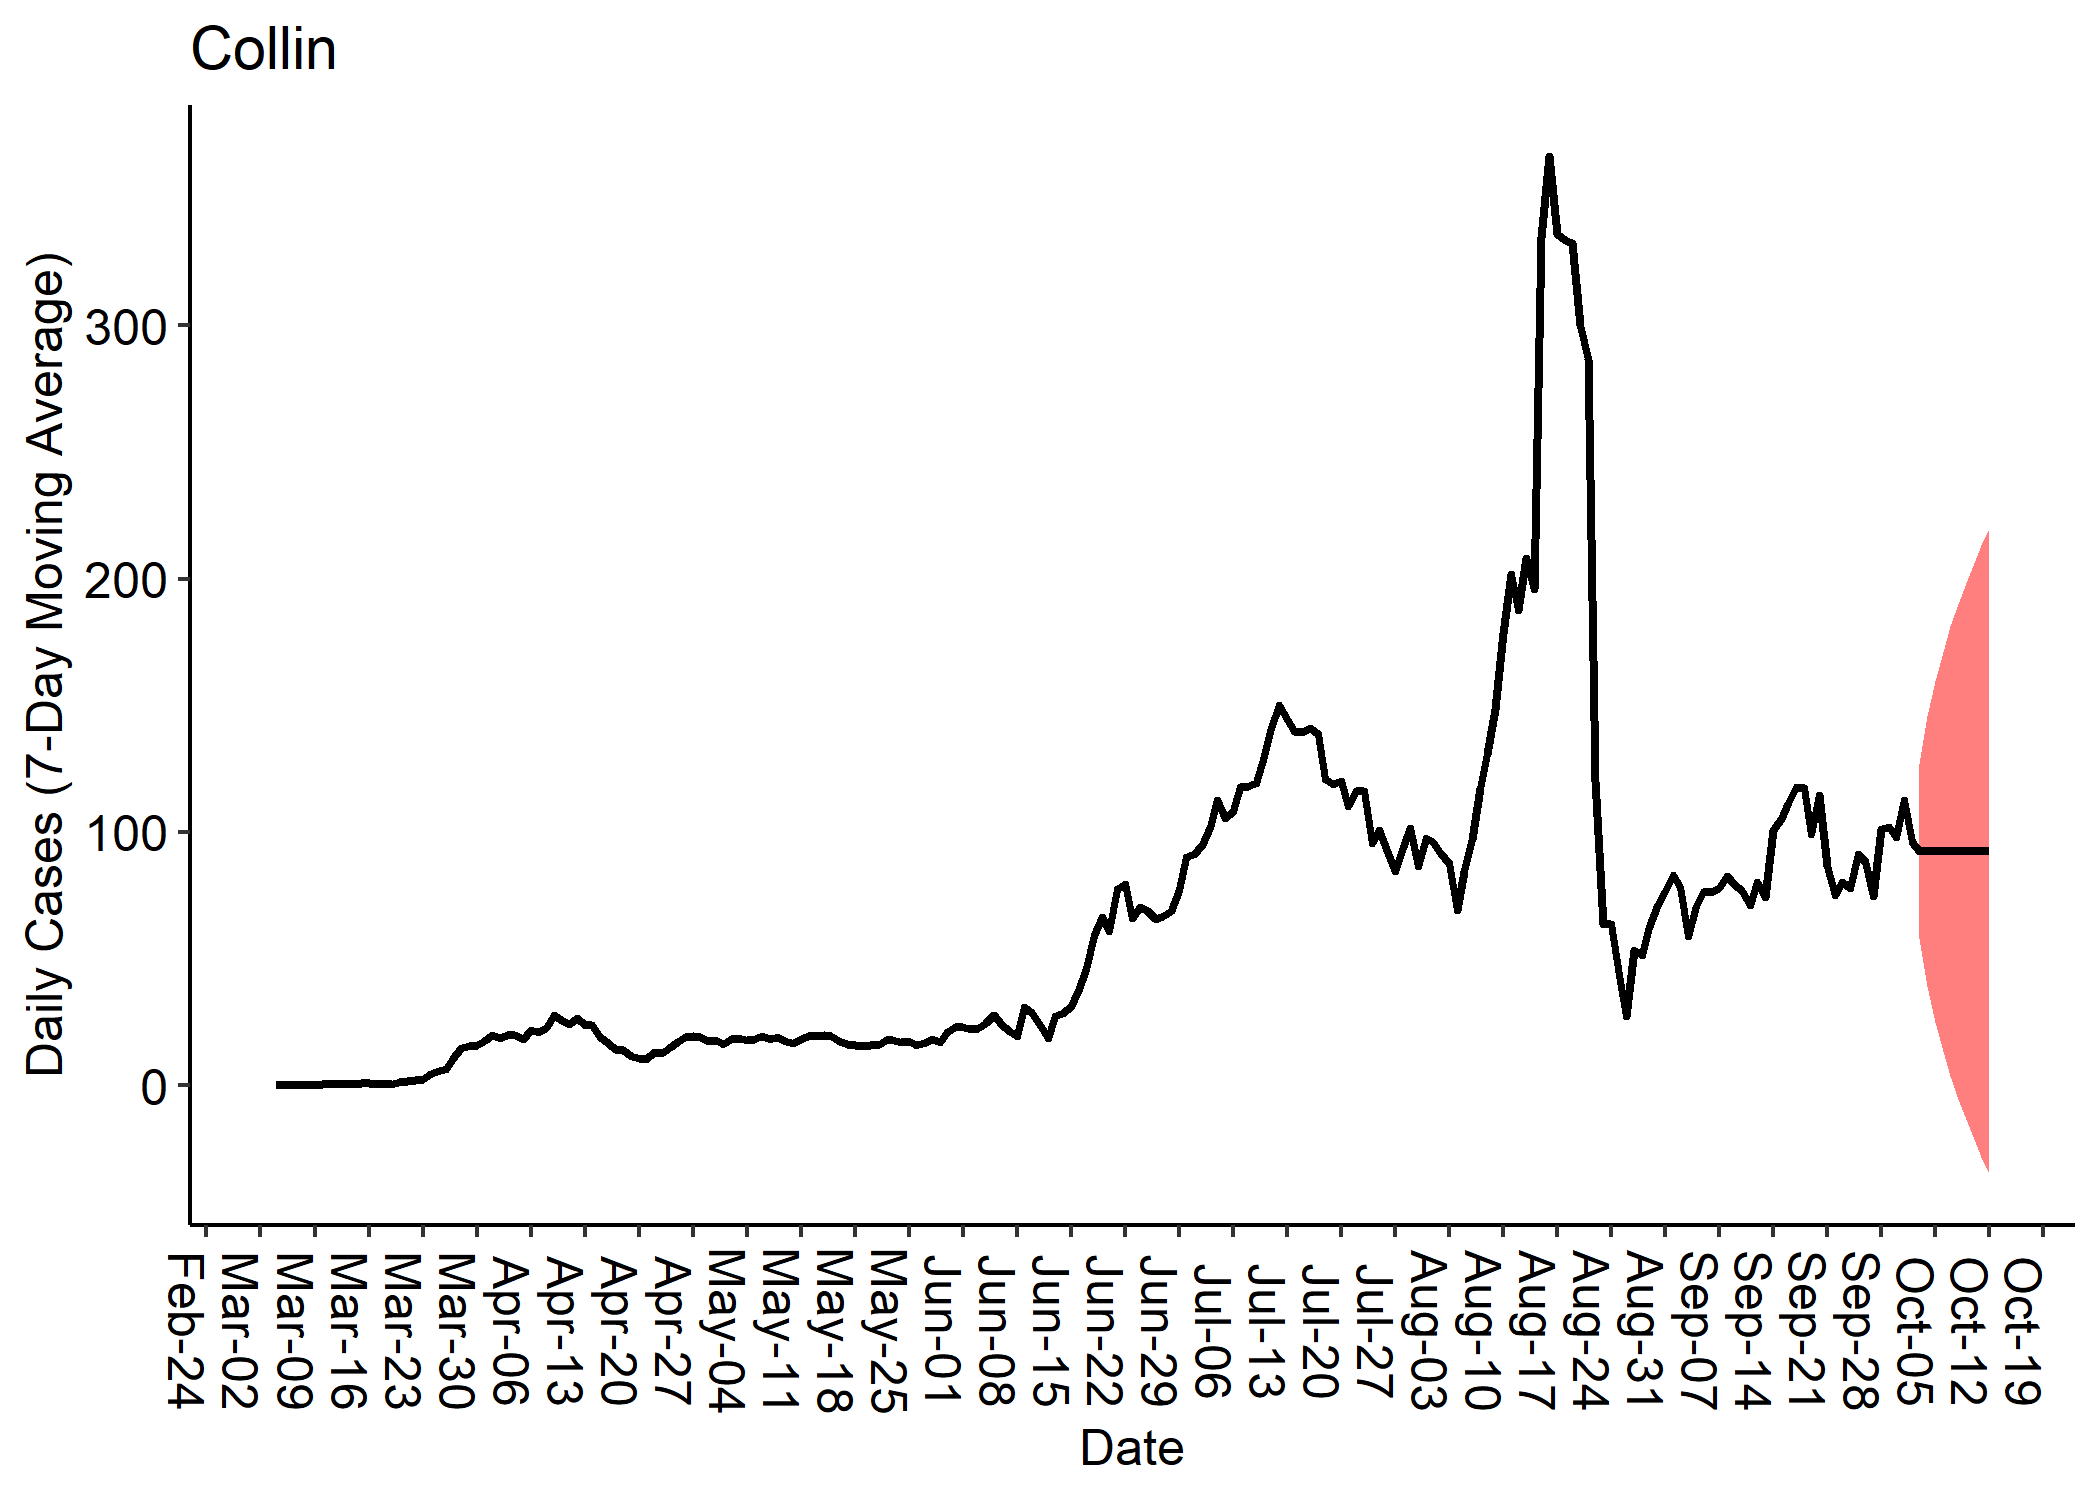 Collin
Daily Cases (7-Day Moving Average)
300
200
100
0
Feb-24
Mar-02
Mar-09
Mar-16
Mar-23
Mar-30
Apr-06
Apr-13
Apr-20
Apr-27
May-04
May-11
May-18
May-25
Jun-01
Jun-08
Jun-15
Jun-22
Jun-29
Jul-06
Jul-13
Jul-20
Jul-27
Aug-03
Aug-10
Aug-17
Aug-24
Aug-31
Sep-07
Sep-14
Sep-21
Sep-28
Oct-05
Oct-12
Oct-19
Date